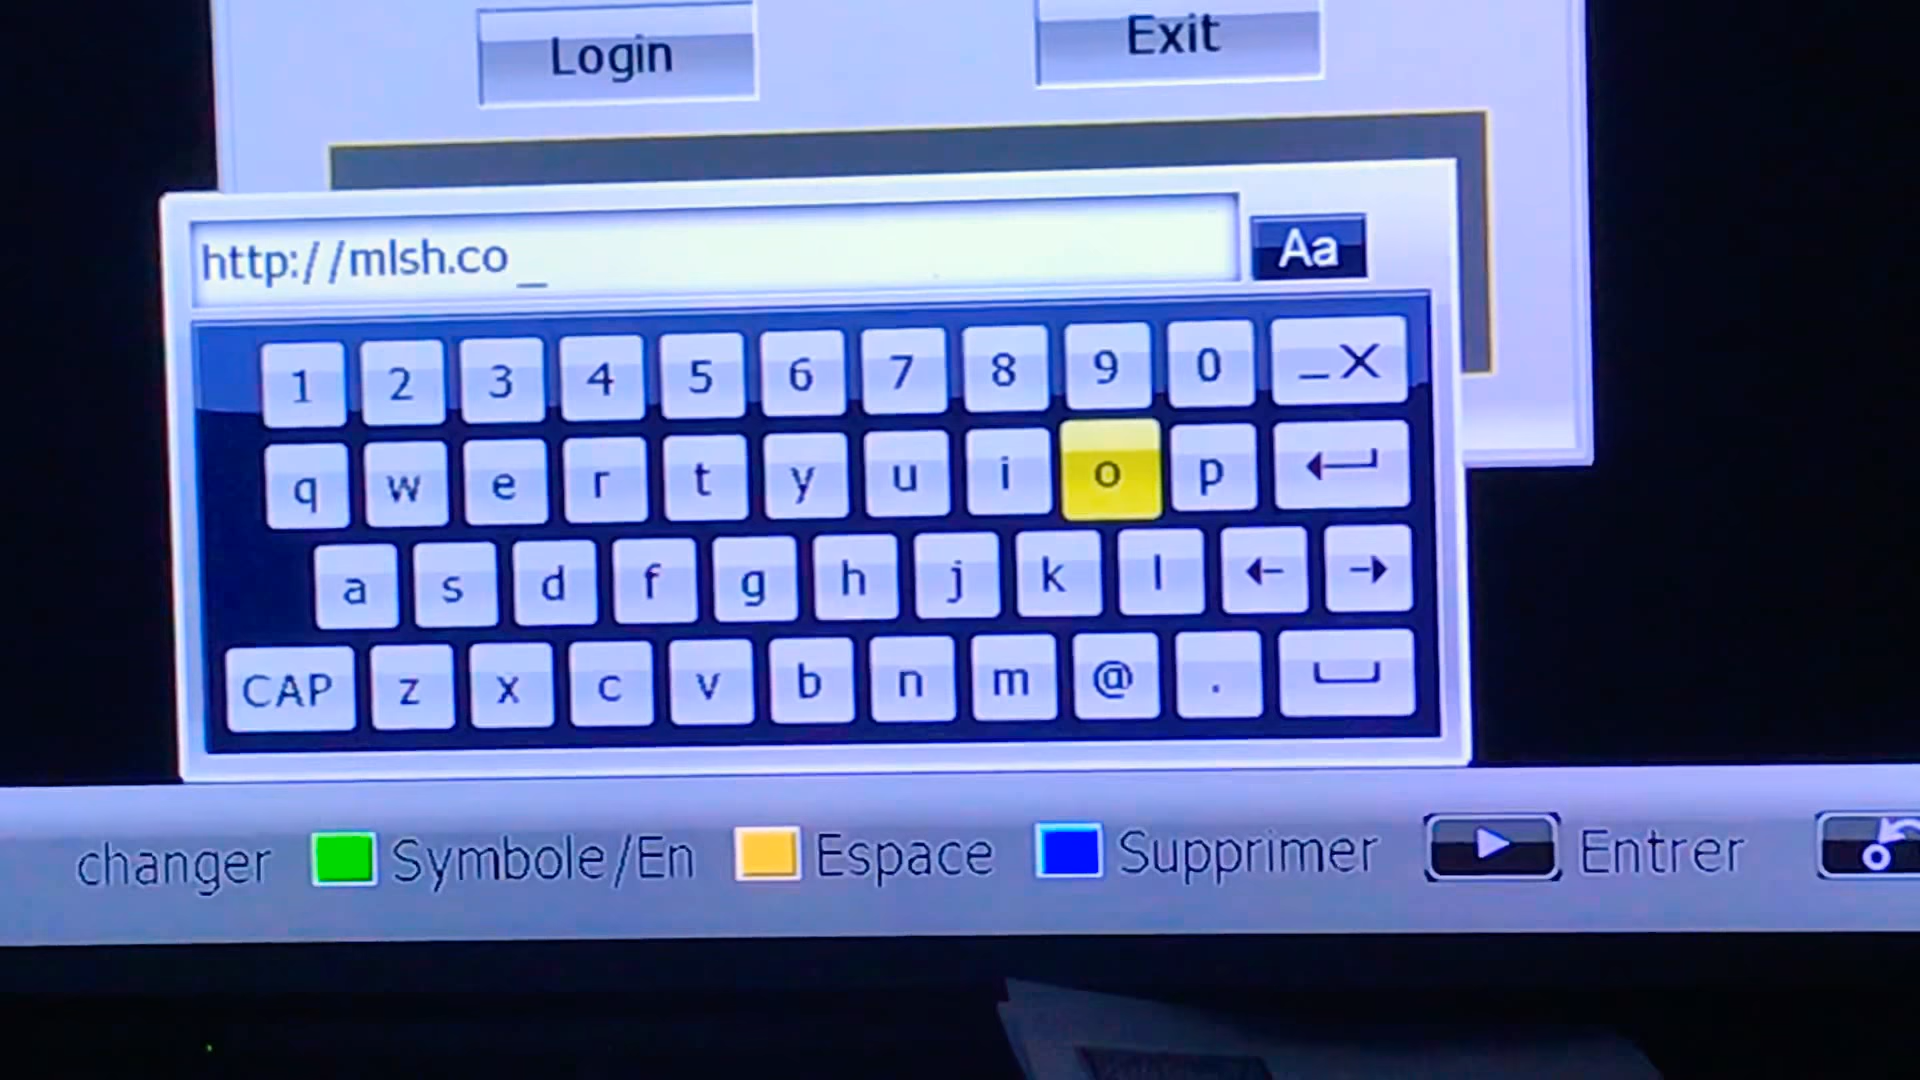 Login Exit
http://mlsh.co_ Aa
1 2 3 4 5 6 7 8 9 0 _X
q w e r t y u i o p
a s d f g h j k l ← →
CAP z x c v b n m @ .
changer Symbole/En Espace Supprimer Entrer